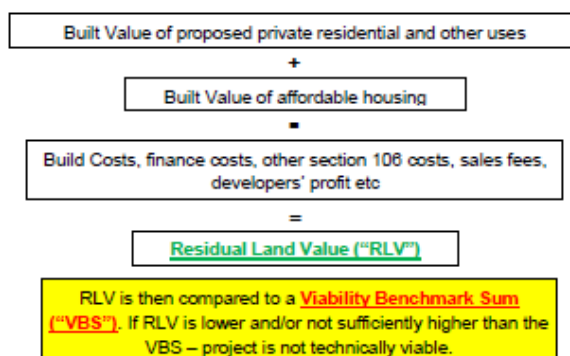 Built Value of proposed private residential and other uses
+
Built Value of affordable housing
-
Build Costs, finance costs, other section 106 costs, sales fees,
developers' profit etc
=
Residual Land Value ("RLV")
RLV is then compared to a Viability Benchmark Sum
("VBS"). If RLV is lower and/or not sufficiently higher than the
VBS – project is not technically viable.